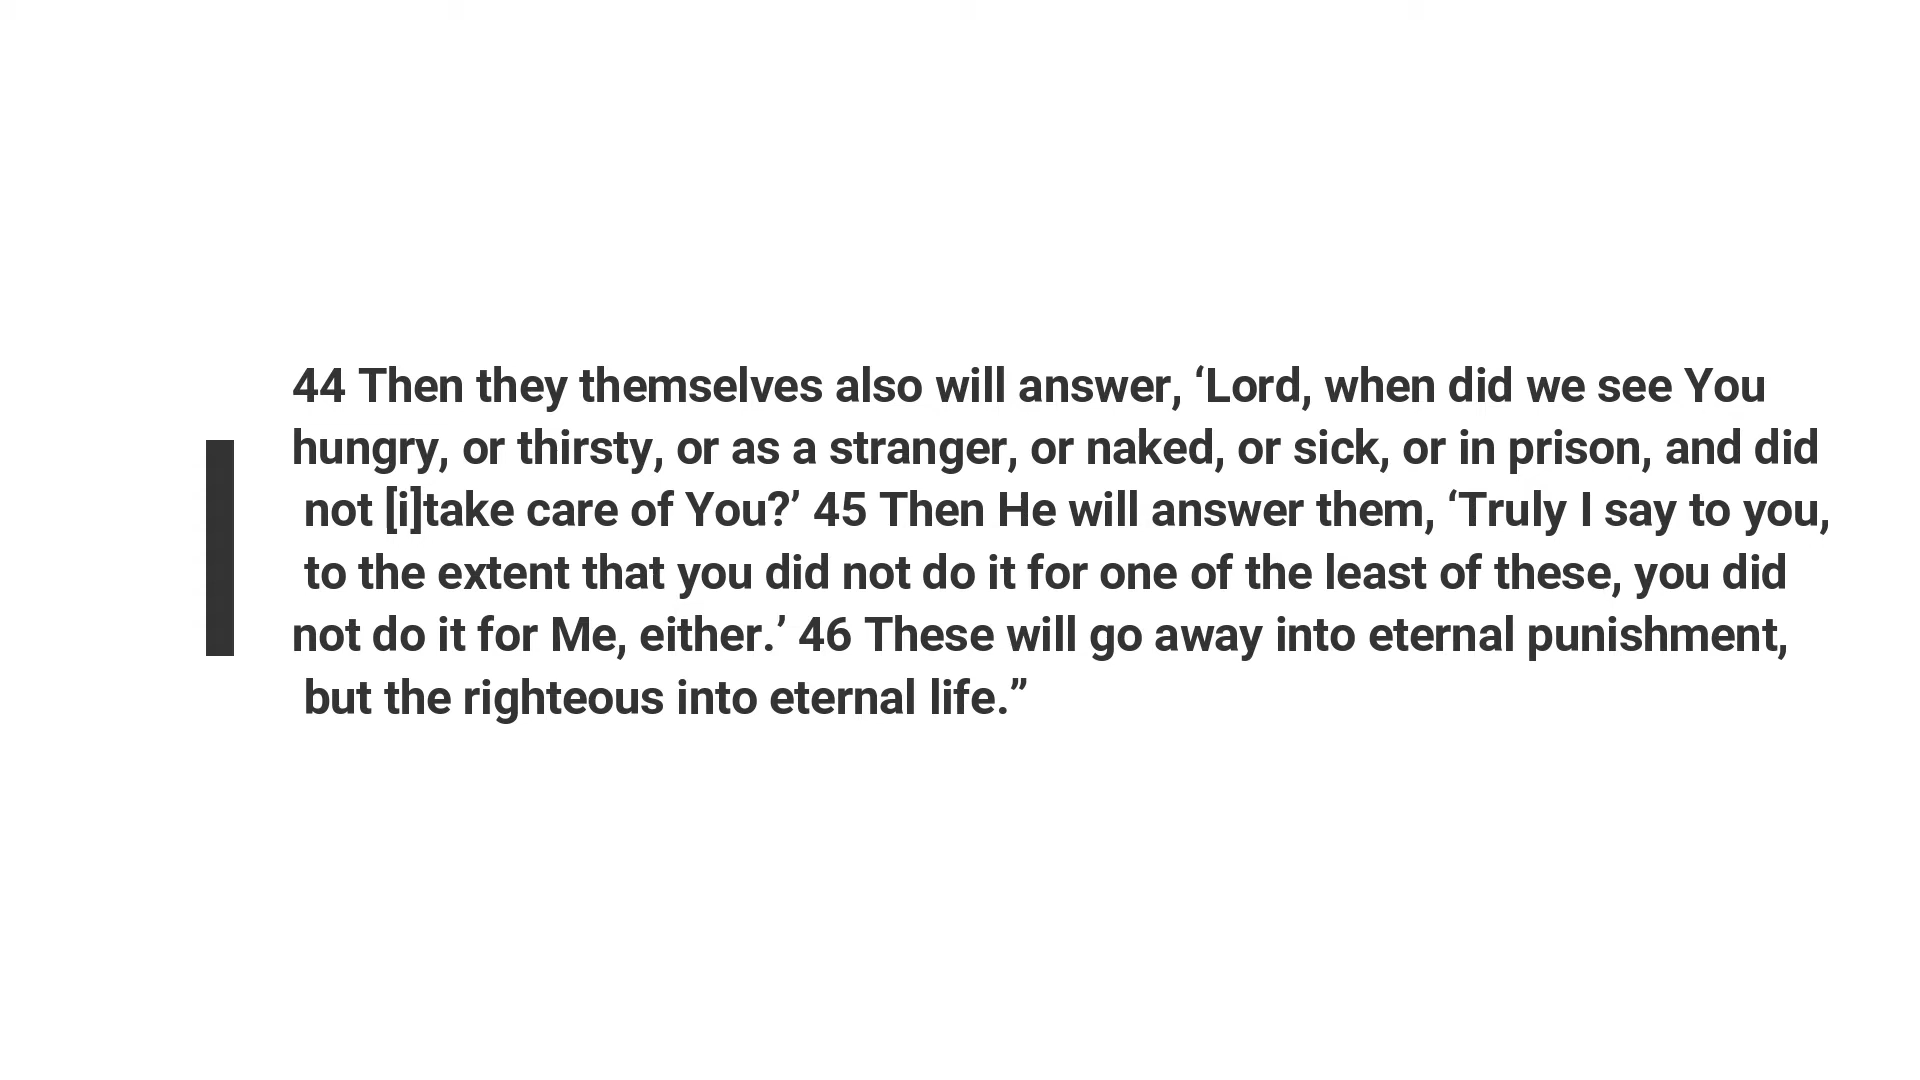 44 Then they themselves also will answer, ‘Lord, when did we see You
hungry, or thirsty, or as a stranger, or naked, or sick, or in prison, and did
not [i]take care of You?’ 45 Then He will answer them, ‘Truly I say to you,
to the extent that you did not do it for one of the least of these, you did
not do it for Me, either.’ 46 These will go away into eternal punishment,
but the righteous into eternal life.”